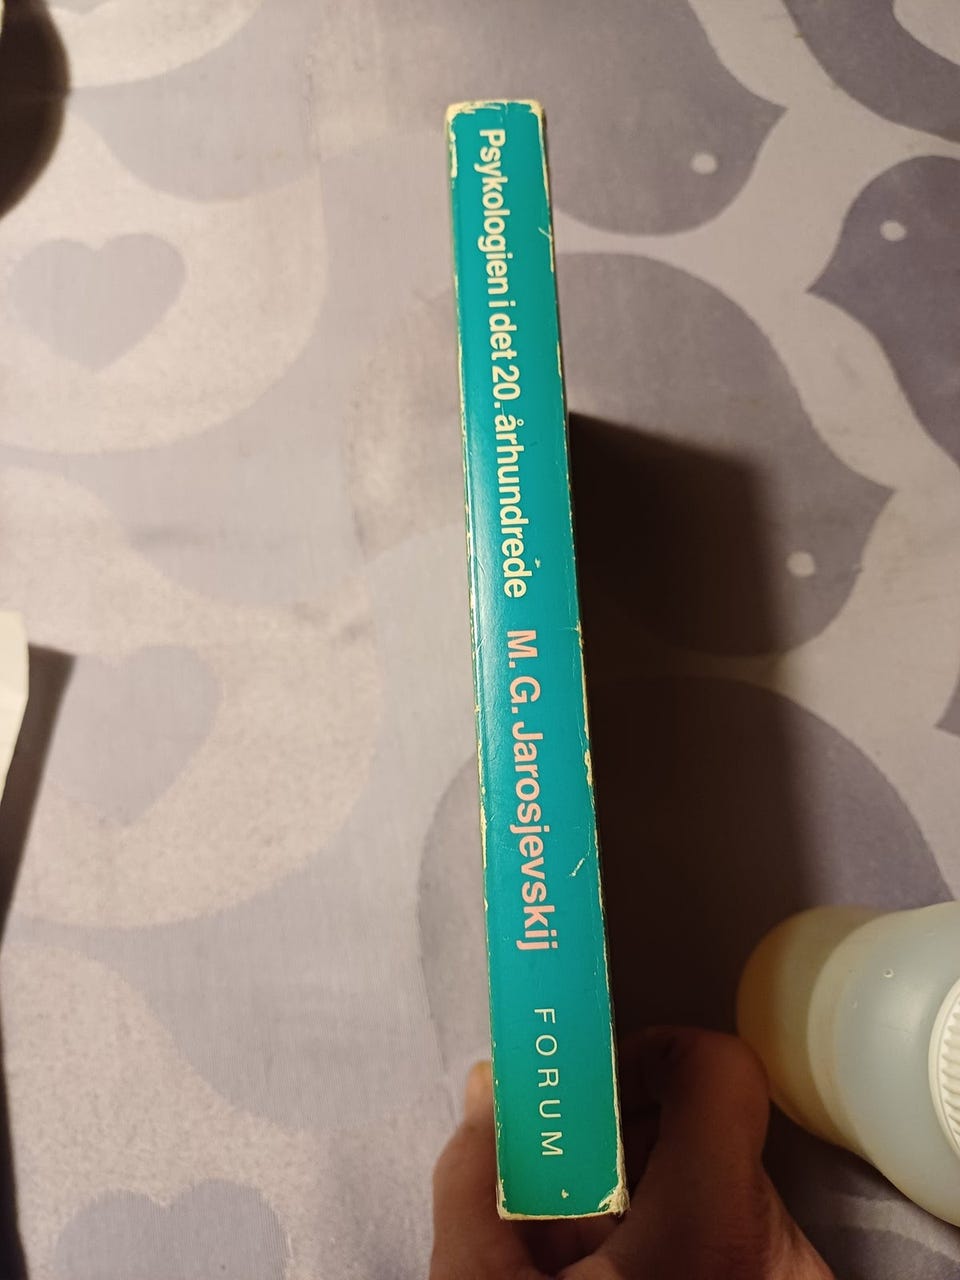 Psykologien i det 20. århundrede M. G. Jarosjevskij FORUM